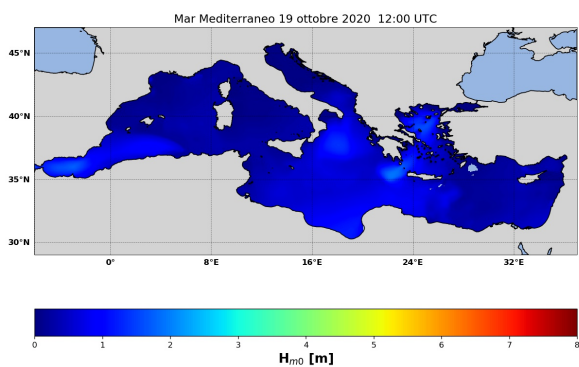 Mar Mediterraneo 19 ottobre 2020 12:00 UTC
45°N
40°N
35°N
30°N
0° 8°E 16°E 24°E 32°E
0 1 2 3 4 5 6 7 8
Hm0 [m]